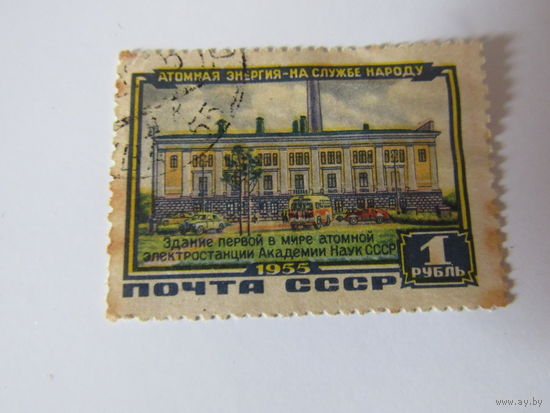 АТОМНАЯ ЭНЕРГИЯ-НА СЛУЖБЕ НАРОДУ
Здание первой в мире атомной
электростанции Академии Наук СССР
1955
1
РУБЛЬ
ПОЧТА СССР
www.ay.by